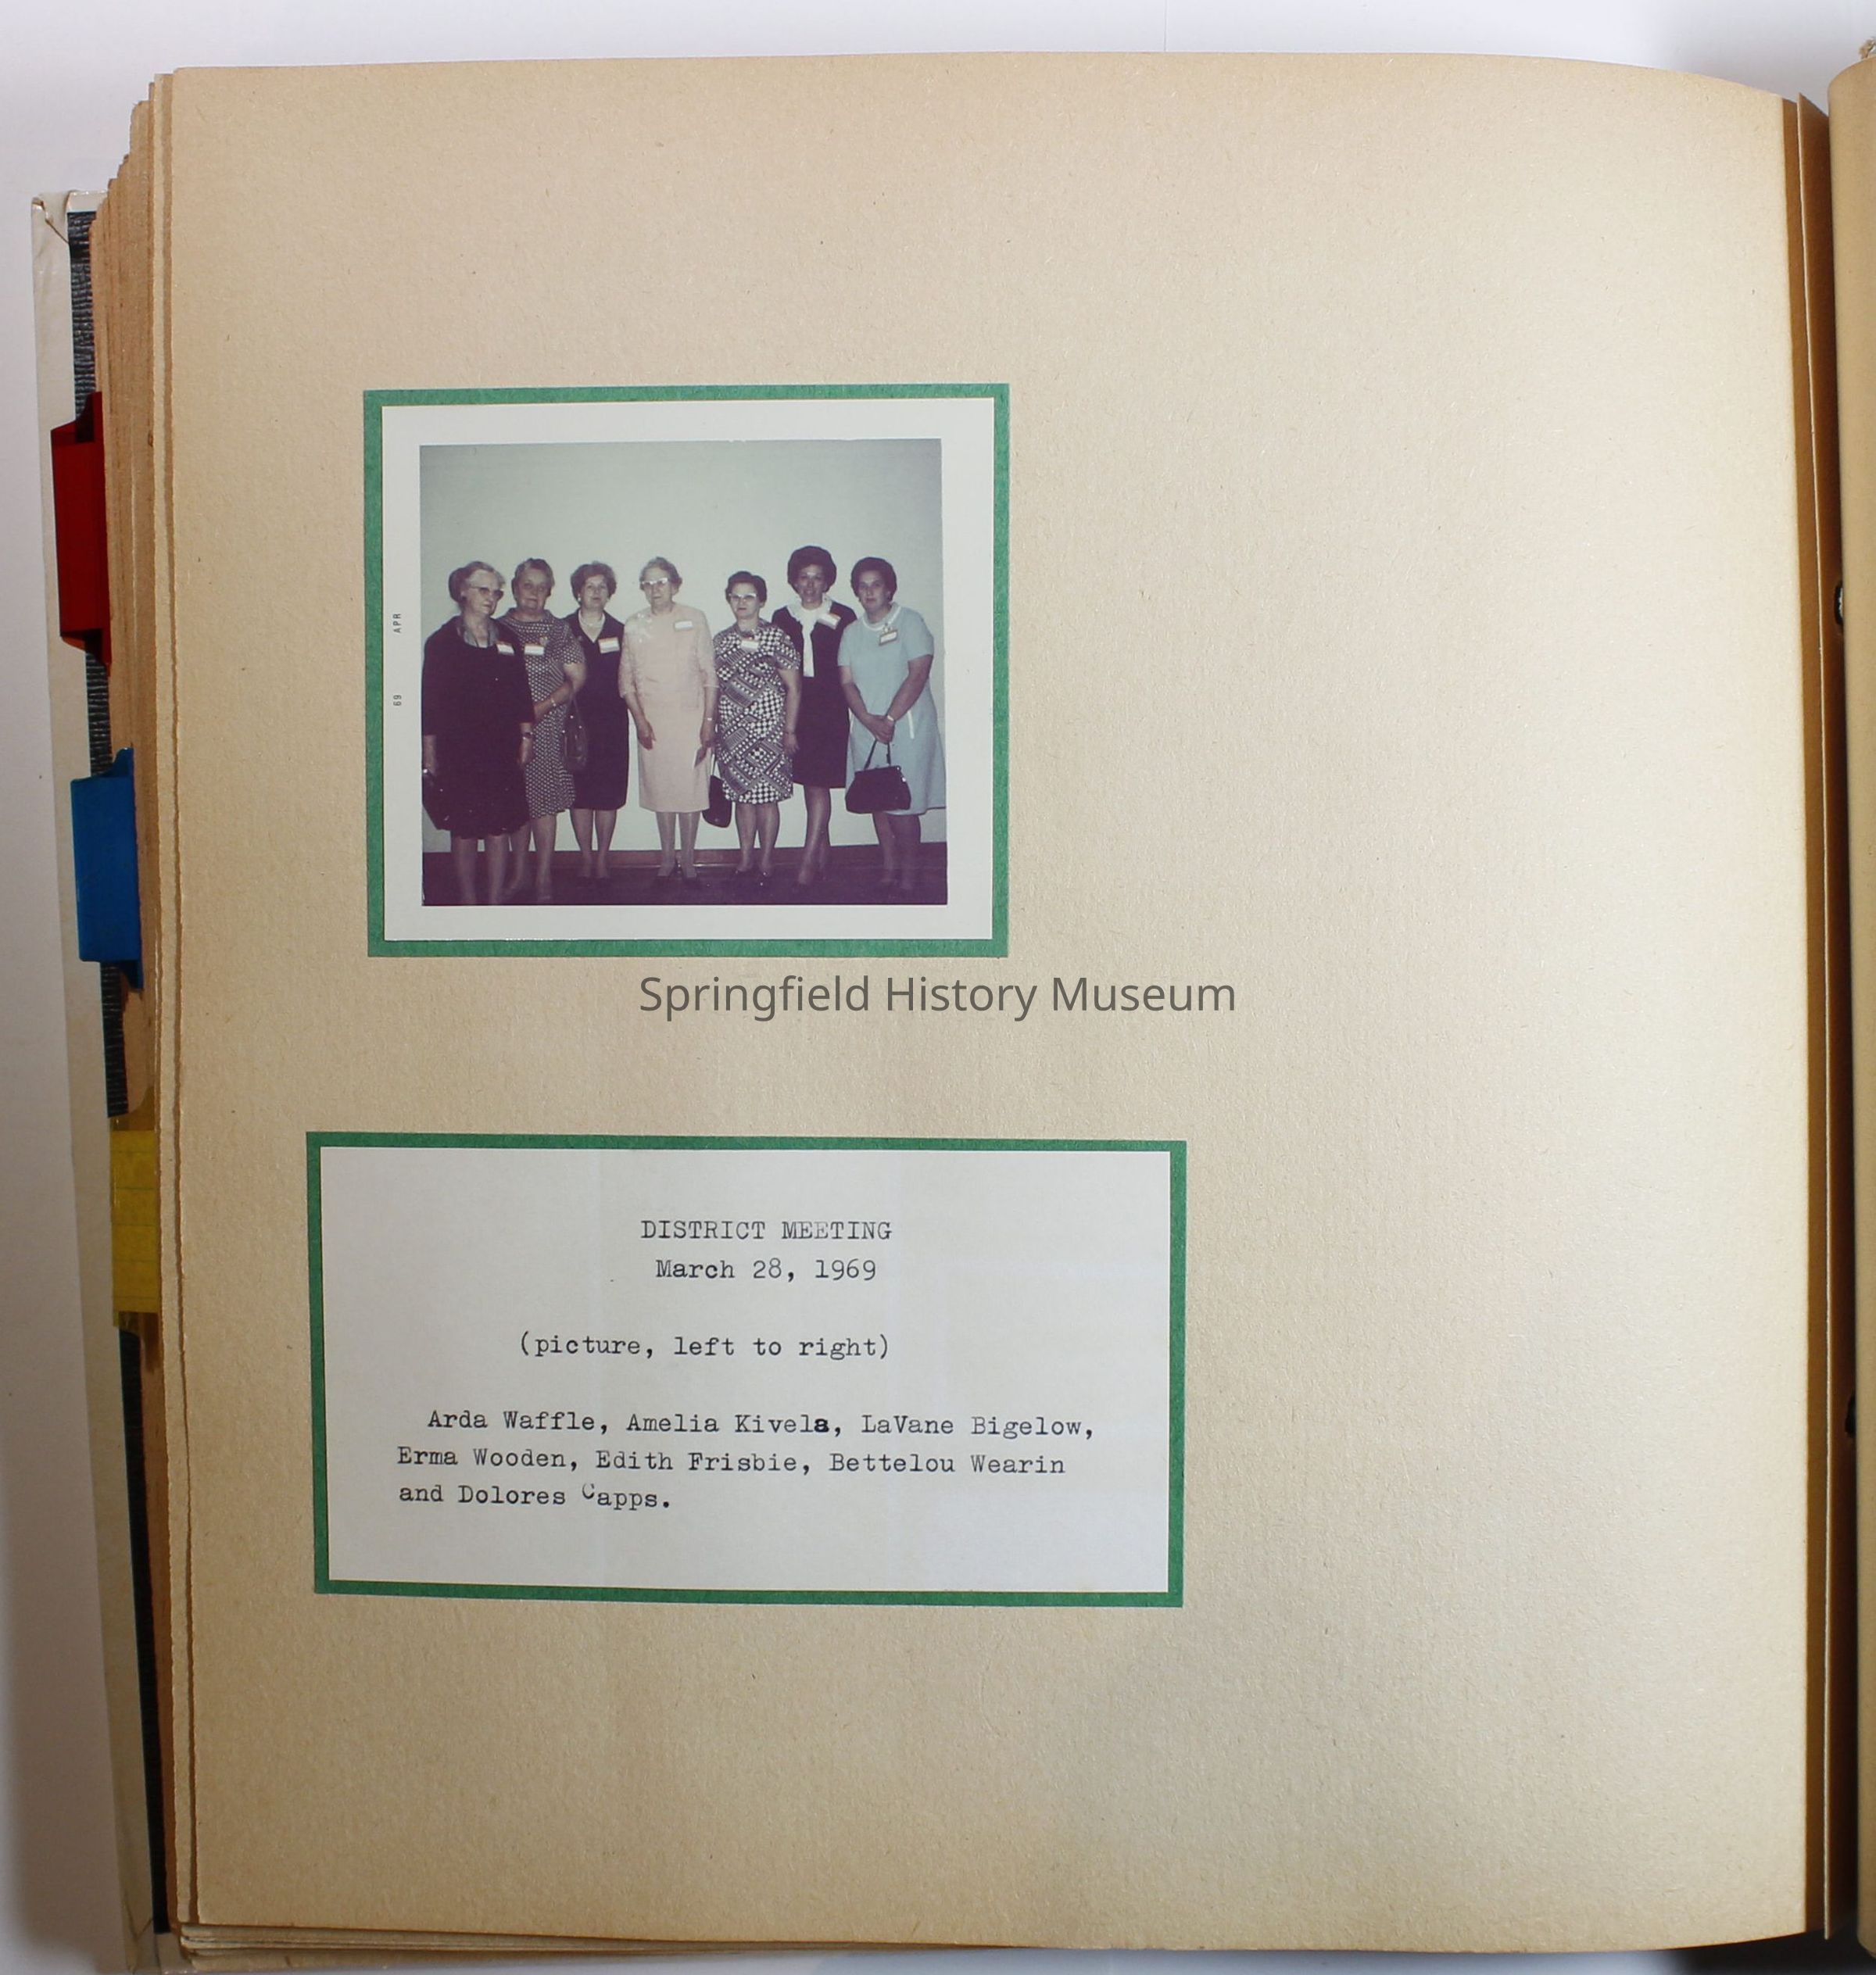 APR
69
Springfield History Museum
DISTRICT MEETING
March 28, 1969
(picture, left to right)
Arda Waffle, Amelia Kivela, LaVane Bigelow,
Erma Wooden, Edith Frisbie, Bettelou Wearin
and Dolores Capps.